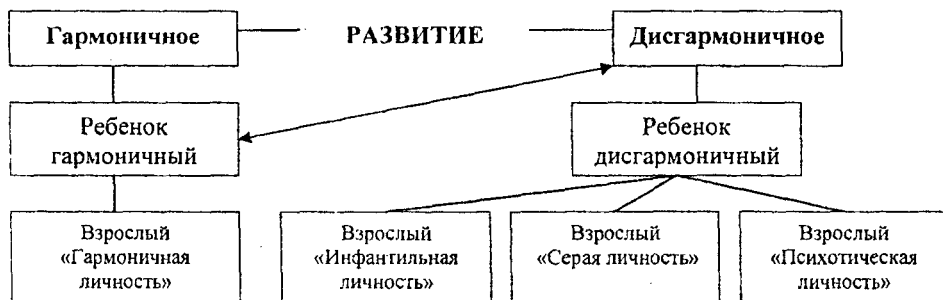 Гармоничное РАЗВИТИЕ Дисгармоничное
Ребенок
гармоничный
Ребенок
дисгармоничный
Взрослый
«Гармоничная
личность»
Взрослый
«Инфантильная
личность»
Взрослый
«Серая личность»
Взрослый
«Психотическая
личность»